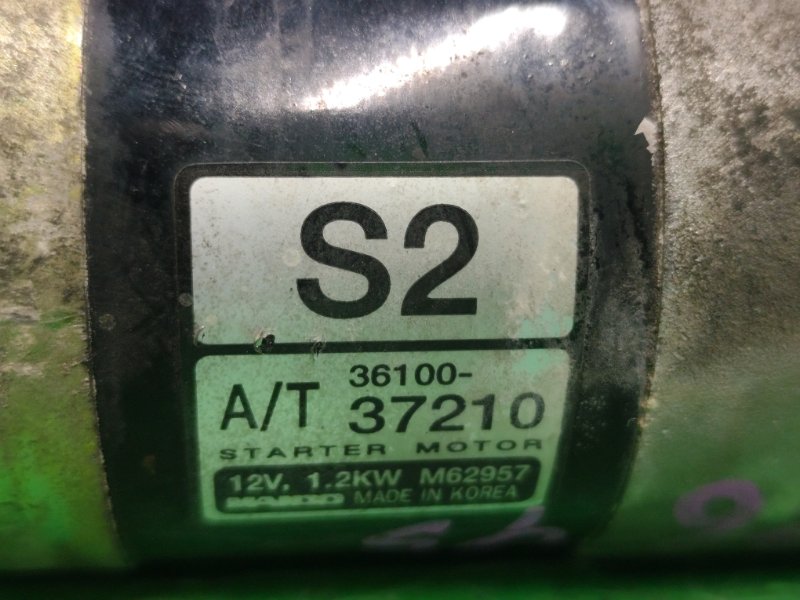 S2
A/T 36100-
37210
STARTER MOTOR
12V, 1.2KW M62957
MANDO MADE IN KOREA